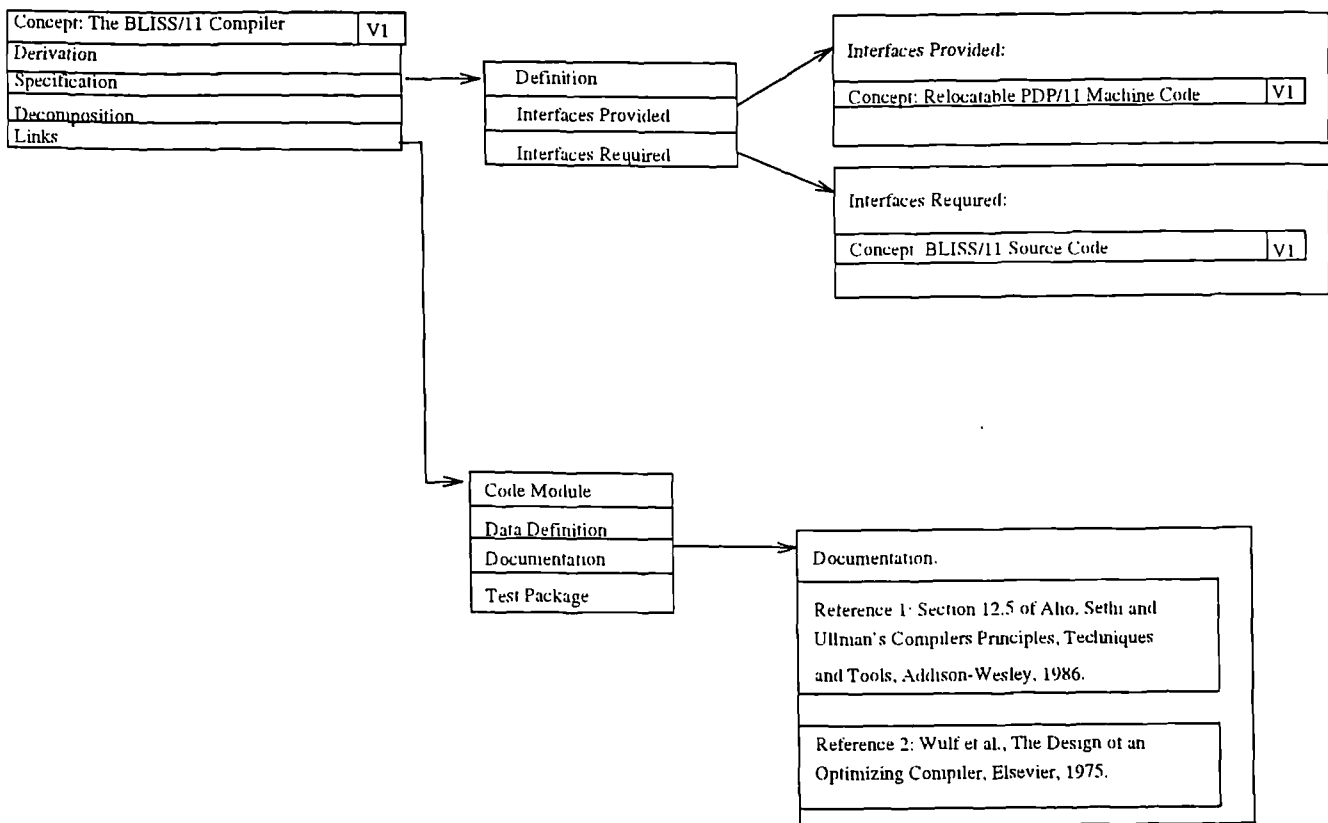 Concept: The BLISS/11 Compiler V1
Derivation
Specification
Decomposition
Links
Definition
Interfaces Provided
Interfaces Required
Interfaces Provided:
Concept: Relocatable PDP/11 Machine Code V1
Interfaces Required:
Concept BLISS/11 Source Code V1
Code Module
Data Definition
Documentation
Test Package
Documentation.
Reference 1: Section 12.5 of Aho. Sethi and
Ullman's Compilers Principles, Techniques
and Tools, Addison-Wesley, 1986.
Reference 2: Wulf et al., The Design of an
Optimizing Compiler, Elsevier, 1975.